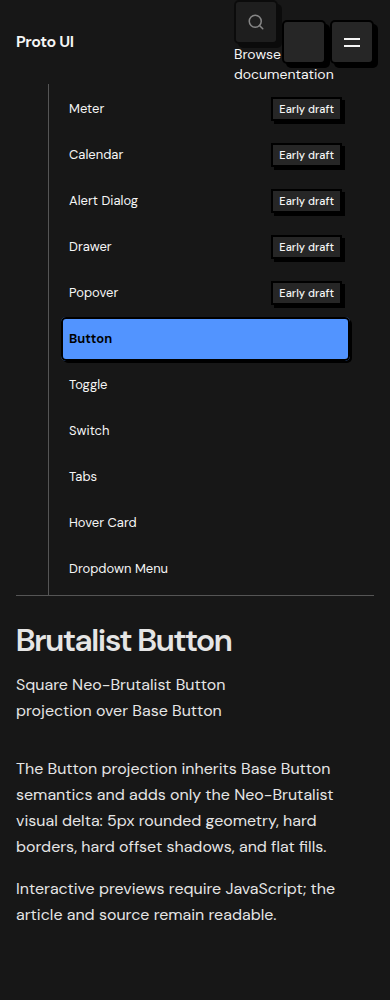 Proto UI
Browse
documentation
Meter Early draft
Calendar Early draft
Alert Dialog Early draft
Drawer Early draft
Popover Early draft
Button
Toggle
Switch
Tabs
Hover Card
Dropdown Menu
Brutalist Button
Square Neo-Brutalist Button
projection over Base Button
The Button projection inherits Base Button
semantics and adds only the Neo-Brutalist
visual delta: 5px rounded geometry, hard
borders, hard offset shadows, and flat fills.
Interactive previews require JavaScript; the
article and source remain readable.